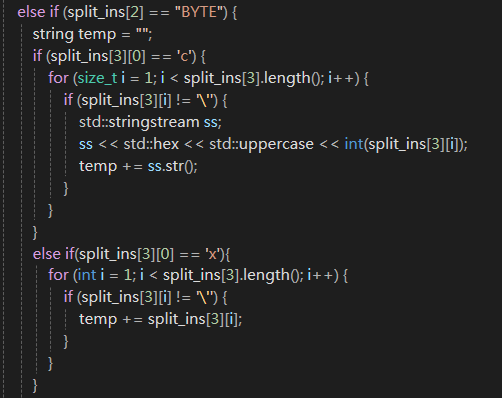 else if (split_ins[2] == "BYTE") {
string temp = "";
if (split_ins[3][0] == 'c') {
for (size_t i = 1; i < split_ins[3].length(); i++) {
if (split_ins[3][i] != '\'') {
std::stringstream ss;
ss << std::hex << std::uppercase << int(split_ins[3][i]);
temp += ss.str();
}
}
}
else if(split_ins[3][0] == 'x'){
for (int i = 1; i < split_ins[3].length(); i++) {
if (split_ins[3][i] != '\'') {
temp += split_ins[3][i];
}
}
}